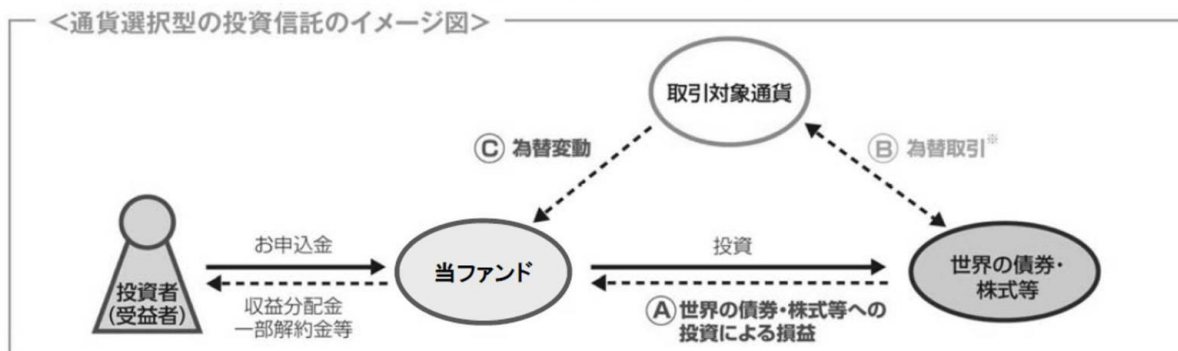 <通貨選択型の投資信託のイメージ図>
取引対象通貨
Ⓒ 為替変動
Ⓑ 為替取引※
お申込金
投資
当ファンド
世界の債券・
株式等
投資者
(受益者)
収益分配金
一部解約金等
Ⓐ 世界の債券・株式等への
投資による損益